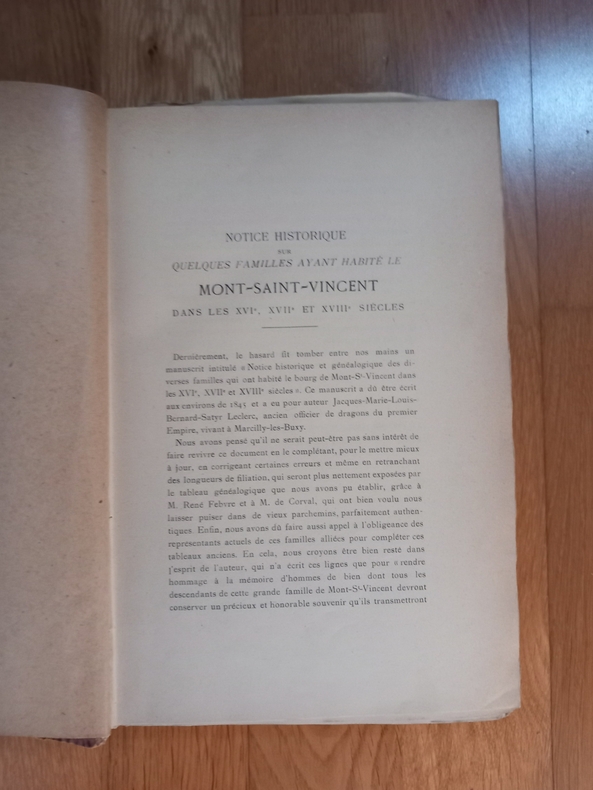 NOTICE HISTORIQUE
SUR
QUELQUES FAMILLES AYANT HABITÉ LE
MONT-SAINT-VINCENT
DANS LES XVIe, XVIIe ET XVIIIe SIÈCLES
Dernièrement, le hasard fit tomber entre nos mains un
manuscrit intitulé « Notice historique et généalogique des di-
verses familles qui ont habité le bourg de Mont-St-Vincent dans
les XVIe, XVIIe et XVIIIe siècles ». Ce manuscrit a dû être écrit
aux environs de 1843 et a eu pour auteur Jacques-Marie-Louis-
Bernard-Satyr Leclerc, ancien officier de dragons du premier
Empire, vivant à Marcilly-les-Buxy.
Nous avons pensé qu'il ne serait peut-être pas sans intérêt de
faire revivre ce document en le complétant, pour le mettre mieux
à jour, en corrigeant certaines erreurs et même en retranchant
des longueurs de filiation, qui seront plus nettement exposées par
le tableau généalogique que nous avons pu établir, grâce à
M. René Febvre et à M. de Corval, qui ont bien voulu nous
laisser puiser dans de vieux parchemins, parfaitement authen-
tiques. Enfin, nous avons dû faire aussi appel à l'obligeance des
représentants actuels de ces familles alliées pour compléter ces
tableaux anciens. En cela, nous croyons être bien resté dans
l'esprit de l'auteur, qui n'a écrit ces lignes que pour « rendre
hommage à la mémoire d'hommes de bien dont tous les
descendants de cette grande famille de Mont-St-Vincent devront
conserver un précieux et honorable souvenir qu'ils transmettront